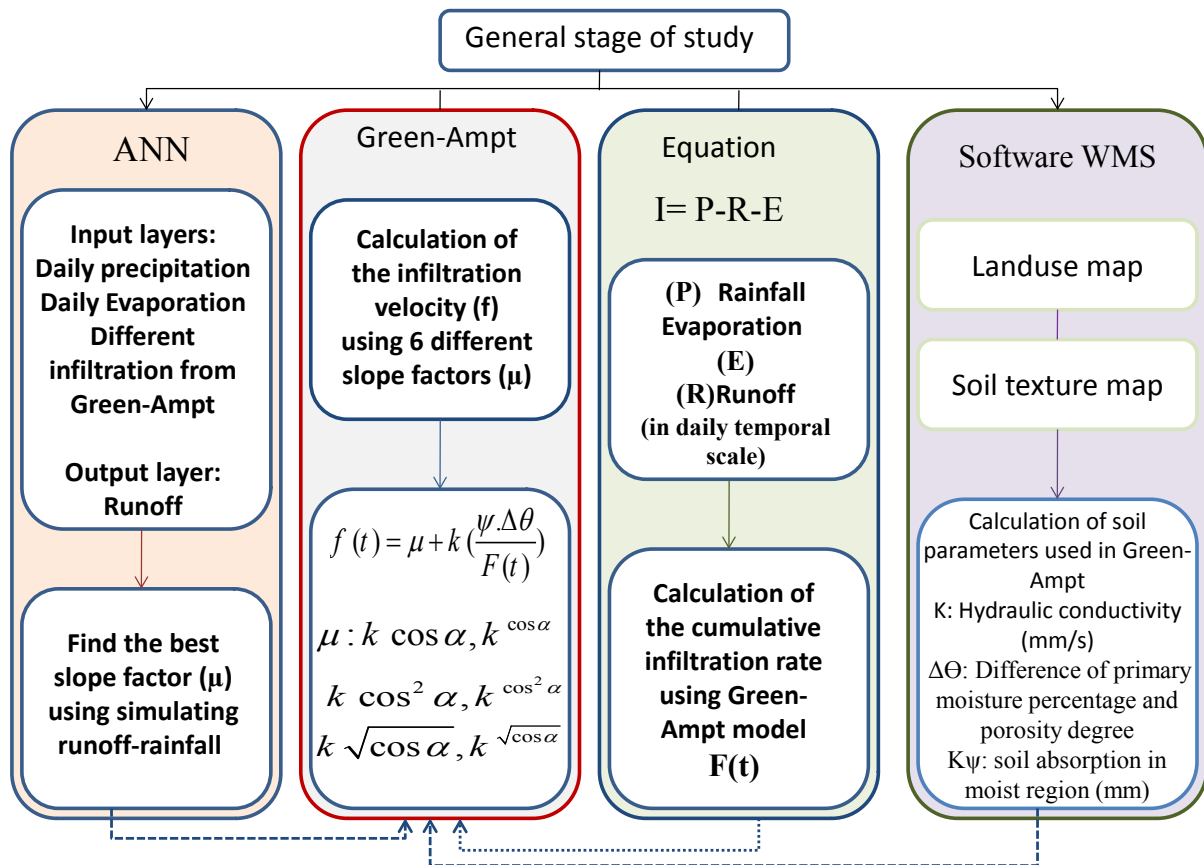 General stage of study
ANN
Input layers:
Daily precipitation
Daily Evaporation
Different
infiltration from
Green-Ampt
Output layer:
Runoff
Find the best
slope factor (μ)
using simulating
runoff-rainfall
Green-Ampt
Calculation of
the infiltration
velocity (f)
using 6 different
slope factors (μ)
f (t) = μ + k (ψ.Δθ / F(t))
μ : k cos α, k^cos α
k cos² α, k^cos² α
k √cos α, k^√cos α
Equation
I= P-R-E
(P) Rainfall
Evaporation
(E)
(R)Runoff
(in daily temporal
scale)
Calculation of
the cumulative
infiltration rate
using Green-
Ampt model
F(t)
Software WMS
Landuse map
Soil texture map
Calculation of soil
parameters used in Green-
Ampt
K: Hydraulic conductivity
(mm/s)
ΔΘ: Difference of primary
moisture percentage and
porosity degree
Kψ: soil absorption in
moist region (mm)